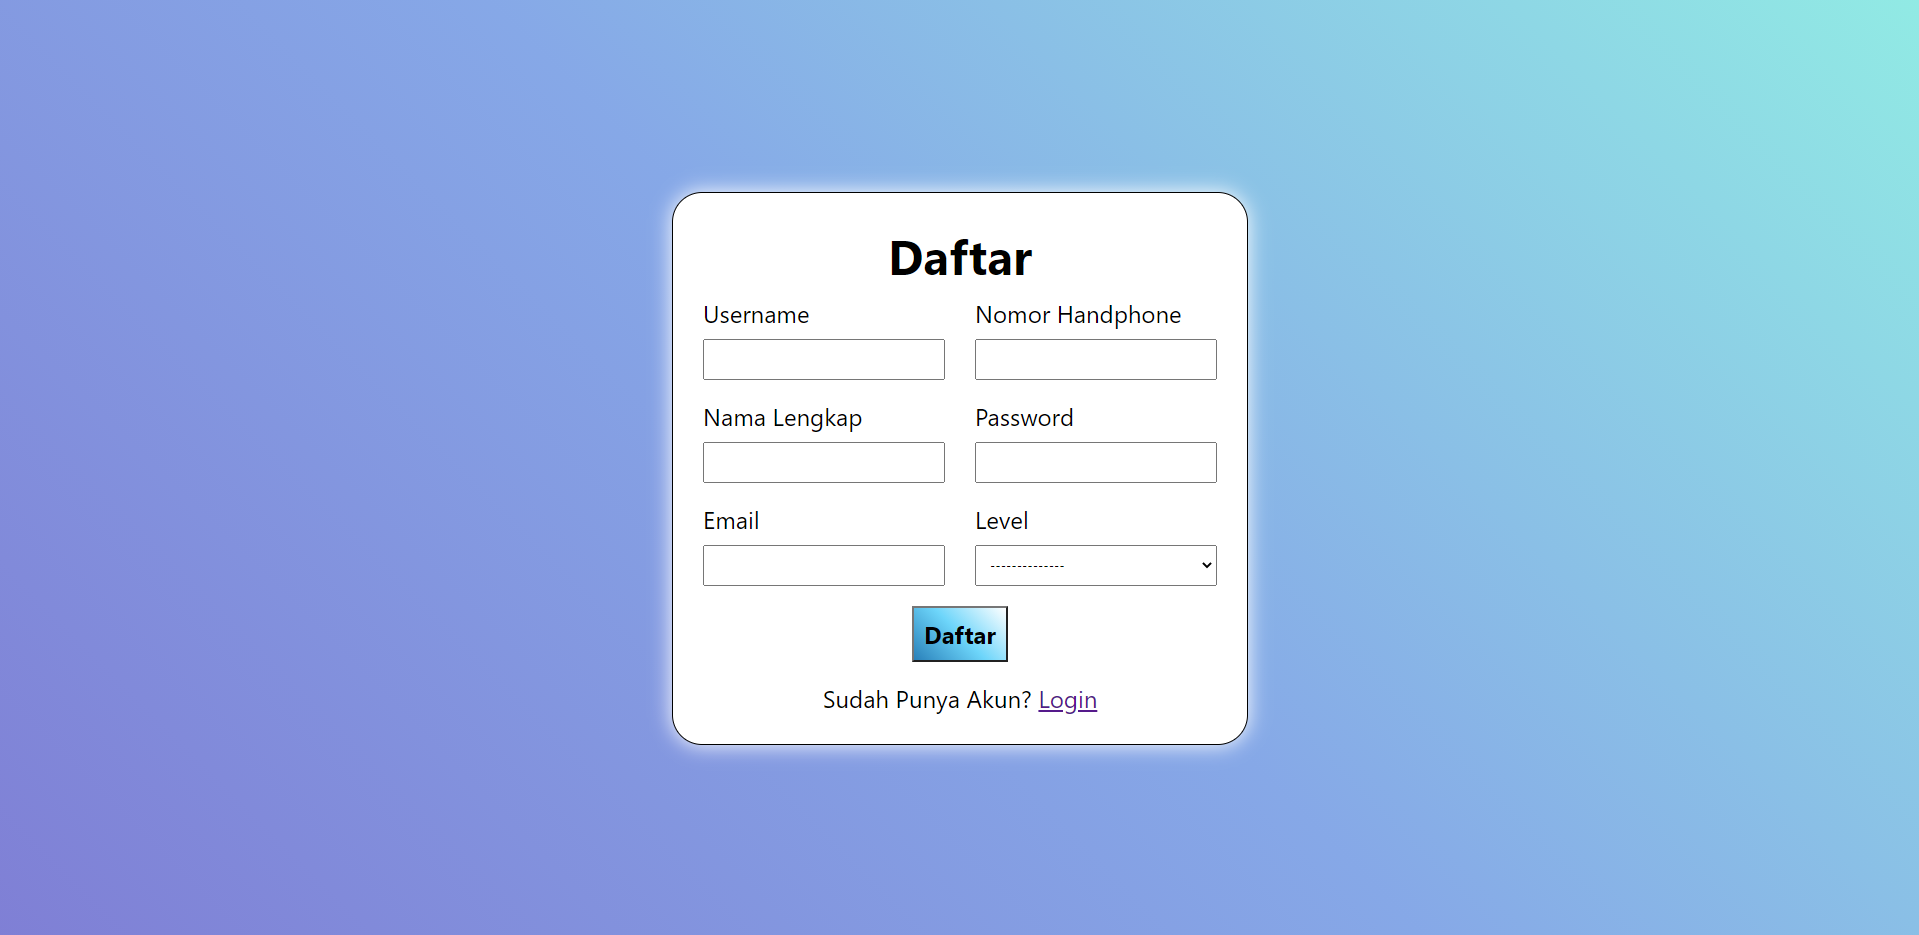 Daftar
Username
Nomor Handphone
Nama Lengkap
Password
Email
Level
--------------
Daftar
Sudah Punya Akun? Login